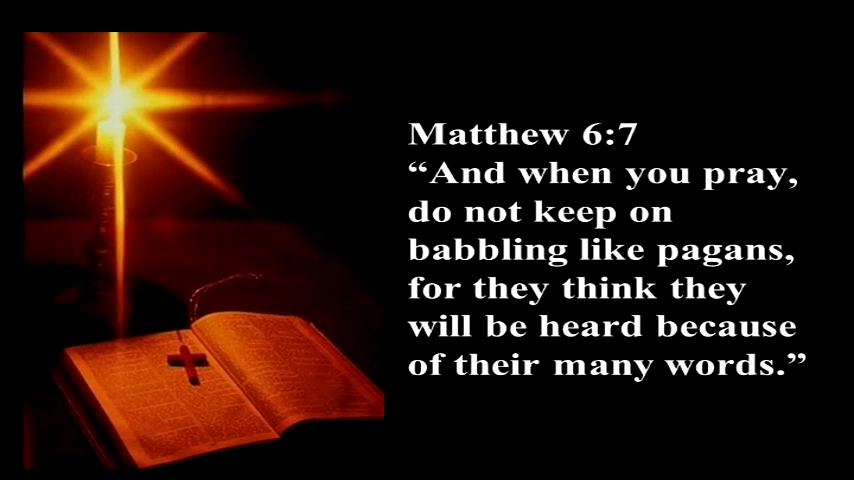 Matthew 6:7
“And when you pray,
do not keep on
babbling like pagans,
for they think they
will be heard because
of their many words.”